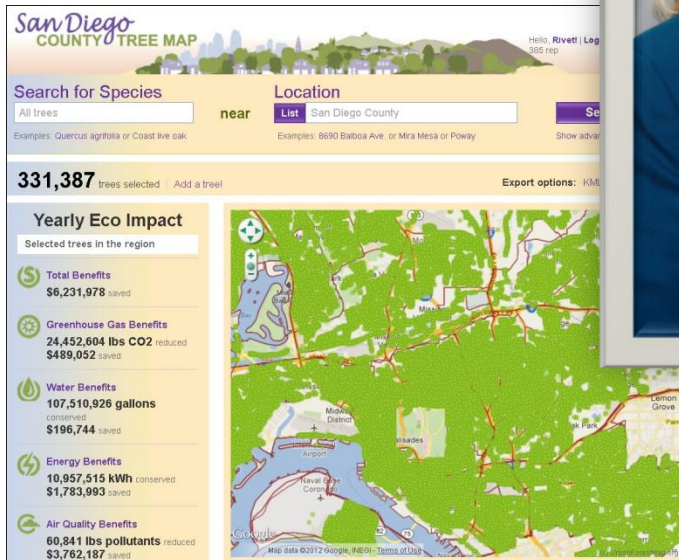 San Diego
COUNTY TREE MAP
Hello, Rivet! | Log
385 rep
Search for Species
All trees
Examples: Quercus agrifolia or Coast live oak
near
Location
List San Diego County
Examples: 8690 Balboa Ave. or Mira Mesa or Poway
Se
Show advan
331,387 trees selected Add a tree!
Export options: KML
Yearly Eco Impact
Selected trees in the region
Total Benefits
$6,231,978 saved
Greenhouse Gas Benefits
24,452,604 lbs CO2 reduced
$489,052 saved
Water Benefits
107,510,926 gallons
conserved
$196,744 saved
Energy Benefits
10,957,515 kWh conserved
$1,783,993 saved
Air Quality Benefits
60,841 lbs pollutants reduced
$3,762,187 saved
Lemon
Grove
Midway
District
Airport
Naval Base
Coronado
75
Google
Map data ©2012 Google, INEGI - Terms of Use